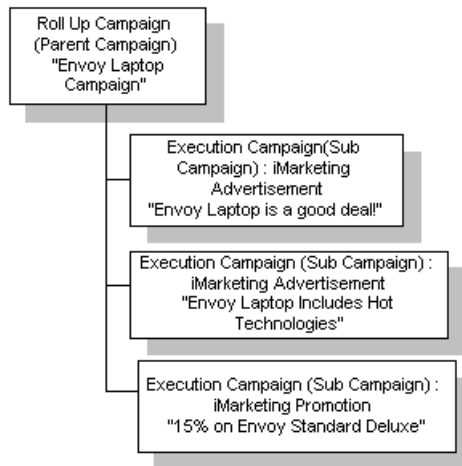 Roll Up Campaign
(Parent Campaign)
"Envoy Laptop
Campaign"
Execution Campaign(Sub
Campaign) : iMarketing
Advertisement
"Envoy Laptop is a good deal!"
Execution Campaign (Sub Campaign) :
iMarketing Advertisement
"Envoy Laptop Includes Hot
Technologies"
Execution Campaign (Sub Campaign) :
iMarketing Promotion
"15% on Envoy Standard Deluxe"